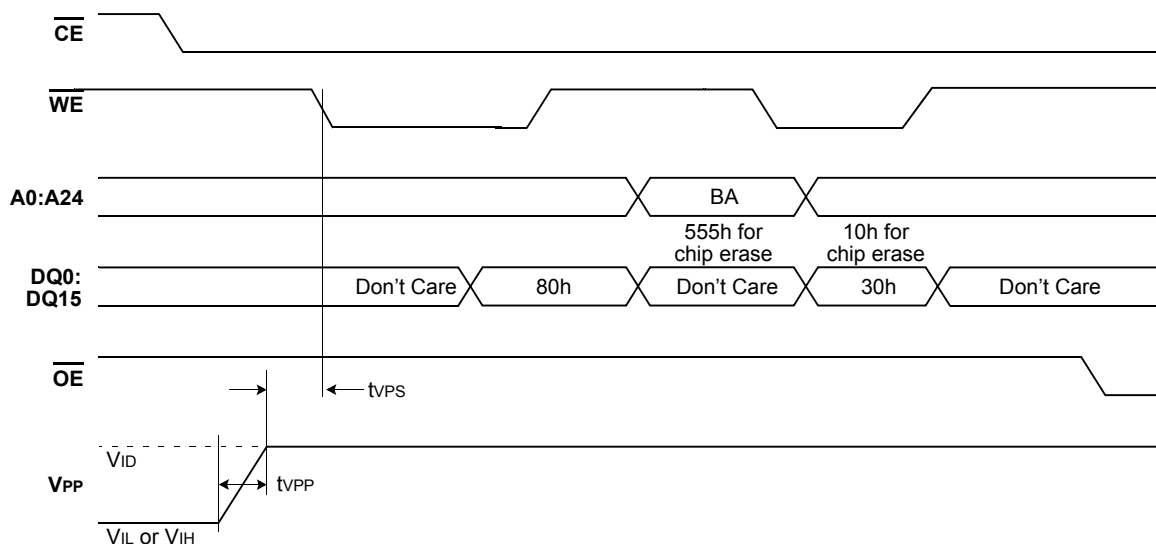 CE
WE
A0:A24
BA
555h for
chip erase
10h for
chip erase
DQ0:
DQ15
Don't Care
80h
Don't Care
30h
Don't Care
OE
tVPS
VID
VPP
tVPP
VIL or VIH